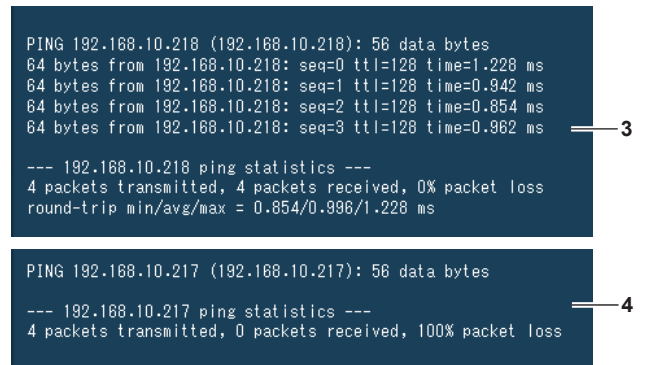 PING 192.168.10.218 (192.168.10.218): 56 data bytes
64 bytes from 192.168.10.218: seq=0 ttl=128 time=1.228 ms
64 bytes from 192.168.10.218: seq=1 ttl=128 time=0.942 ms
64 bytes from 192.168.10.218: seq=2 ttl=128 time=0.854 ms
64 bytes from 192.168.10.218: seq=3 ttl=128 time=0.962 ms
3
--- 192.168.10.218 ping statistics ---
4 packets transmitted, 4 packets received, 0% packet loss
round-trip min/avg/max = 0.854/0.996/1.228 ms
PING 192.168.10.217 (192.168.10.217): 56 data bytes
4
--- 192.168.10.217 ping statistics ---
4 packets transmitted, 0 packets received, 100% packet loss